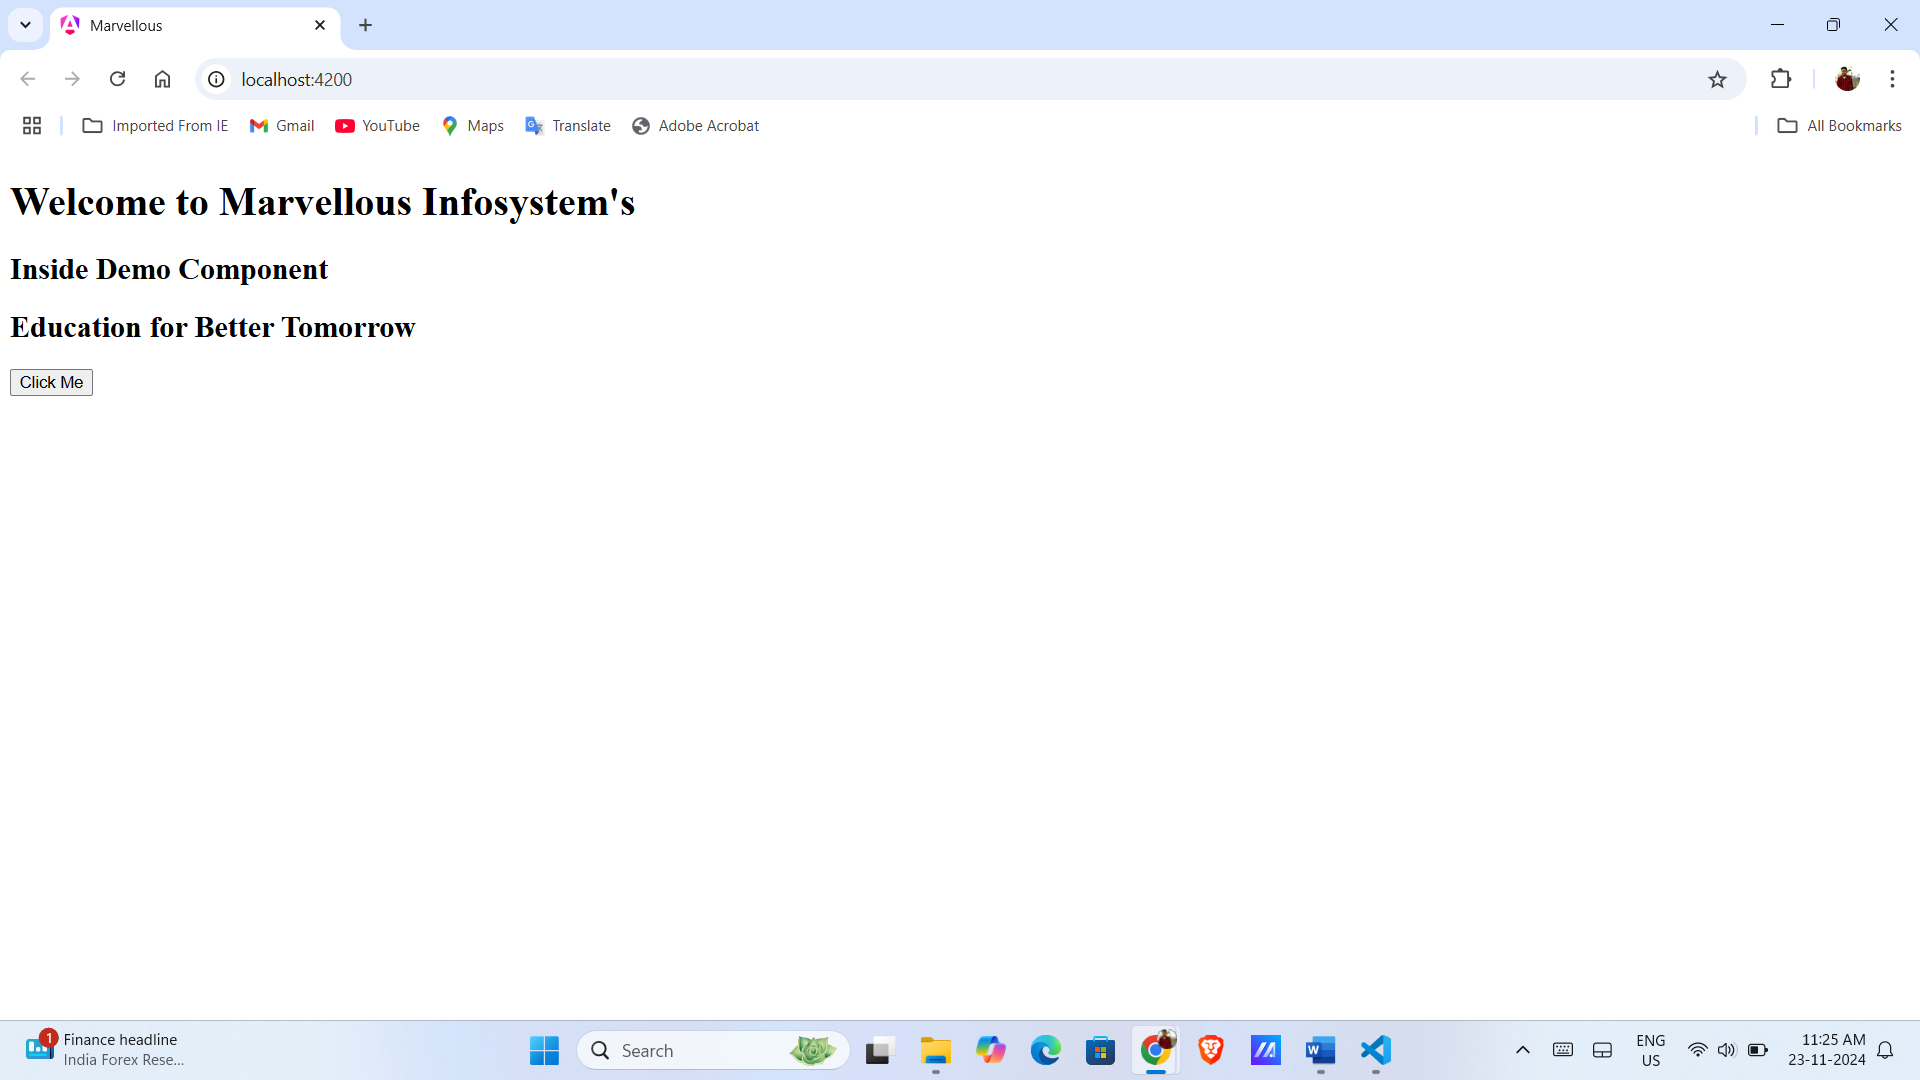 Marvellous
localhost:4200
Imported From IE Gmail YouTube Maps Translate Adobe Acrobat All Bookmarks
Welcome to Marvellous Infosystem's
Inside Demo Component
Education for Better Tomorrow
Click Me
1
Finance headline
India Forex Rese...
Search
ENG
US
11:25 AM
23-11-2024